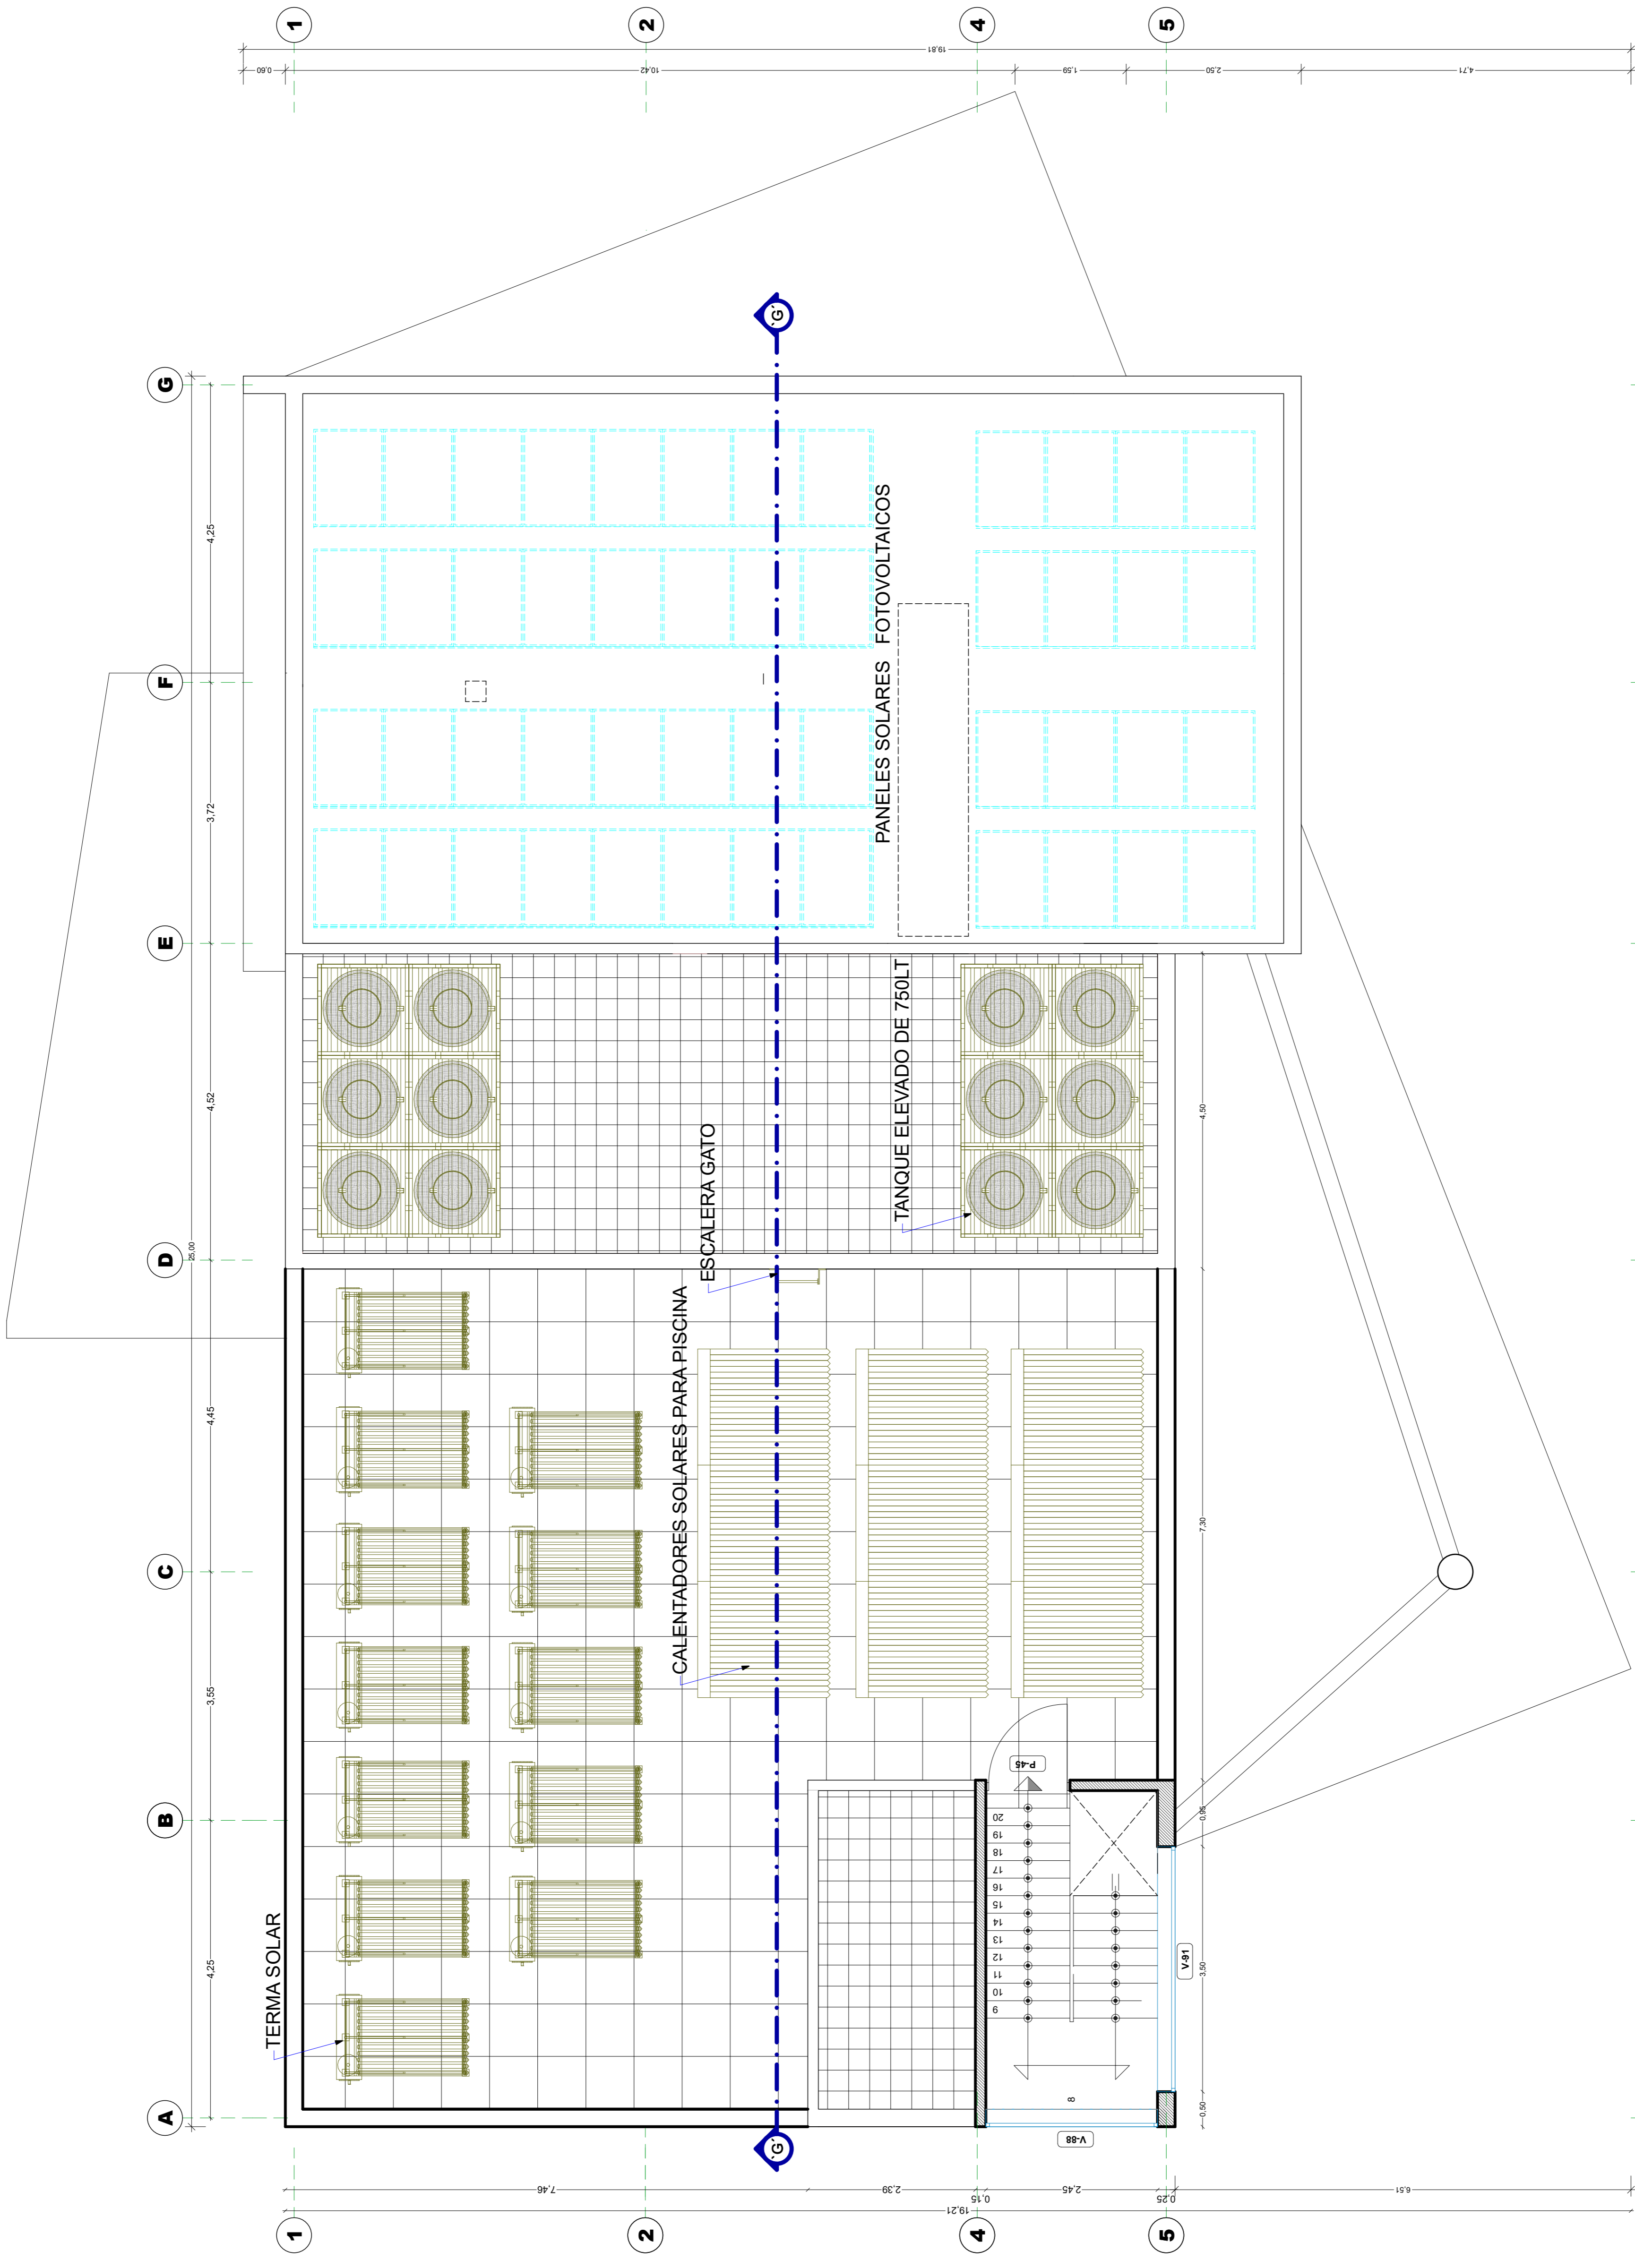 1
2
4
5
19,81
0,60
10,42
1,59
2,50
4,71
G
F
E
D
C
B
A
25,00
4,25
3,72
4,52
4,45
3,55
4,25
`G´
PANELES SOLARES FOTOVOLTAICOS
TANQUE ELEVADO DE 750LT
ESCALERA GATO
CALENTADORES SOLARES PARA PISCINA
TERMA SOLAR
4,50
7,30
0,95
3,50
0,50
P-45
20
19
18
17
16
15
14
13
12
11
10
9
8
V-91
V-88
`G´
7,46
2,39
0,15
2,45
0,25
6,51
19,21
1
2
4
5